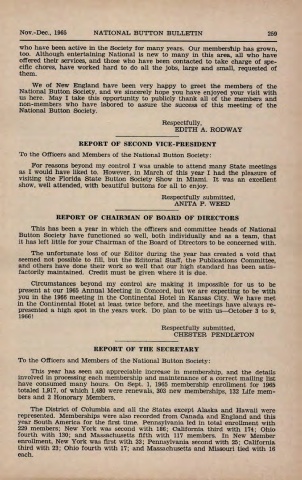 Nov.-Dec., 1965 NATIONAL BUTTON BULLETIN 259
who have been active in the Society for many years. Our membership has grown,
too. Although entertaining National is new to many in this area, all who have
offered their services, and those who have been contacted to take charge of spe-
cific chores, have worked hard to do all the jobs, large and small, requested of
them.
We of New England have been very happy to greet the members of the
National Button Society, and we sincerely hope you have enjoyed your visit with
us here. May I take this opportunity to publicly thank all of the members and
non-members who have labored to assure the success of this meeting of the
National Button Society.
Respectfully,
EDITH A. RODWAY
REPORT OF SECOND VICE-PRESIDENT
To the Officers and Members of the National Button Society:
For reasons beyond my control I was unable to attend many State meetings
as I would have liked to. However, in March of this year I had the pleasure of
visiting the Florida State Button Society Show in Miami. It was an excellent
show, well attended, with beautiful buttons for all to enjoy.
Respectfully submitted,
ANITA P. WEED
REPORT OF CHAIRMAN OF BOARD OF DIRECTORS
This has been a year in which the officers and committee heads of National
Button Society have functioned so well, both individually and as a team, that
it has left little for your Chairman of the Board of Directors to be concerned with.
The unfortunate loss of our Editor during the year has created a void that
seemed not possible to fill, but the Editorial Staff, the Publications Committee,
and others have done their work so well that our high standard has been satis-
factorily maintained. Credit must be given where it is due.
Circumstances beyond my control are making it impossible for us to be
present at our 1965 Annual Meeting in Concord, but we are expecting to be with
you in the 1966 meeting in the Continental Hotel in Kansas City. We have met
in the Continental Hotel at least twice before, and the meetings have always re-
presented a high spot in the years work. Do plan to be with us—October 3 to 9,
1966!
Respectfully submitted,
CHESTER PENDLETON
REPORT OF THE SECRETARY
To the Officers and Members of the National Button Society:
This year has seen an appreciable increase in membership, and the details
involved in processing each membership and maintenance of a correct mailing list
have consumed many hours. On Sept. 1, 1965 membership enrollment for 1965
totaled 1,917, of which 1,480 were renewals, 303 new memberships, 132 Life mem-
bers and 2 Honorary Members.
The District of Columbia and all the States except Alaska and Hawaii were
represented. Memberships were also recorded from Canada and England and this
year South America for the first time. Pennsylvania led in total enrollment with
229 members; New York was second with 186; California third with 174; Ohio
fourth with 130; and Massachusetts fifth with 117 members. In New Member
enrollment, New York was first with 33; Pennsylvania second with 25; California
third with 23; Ohio fourth with 17; and Massachusetts and Missouri tied with 16
each.